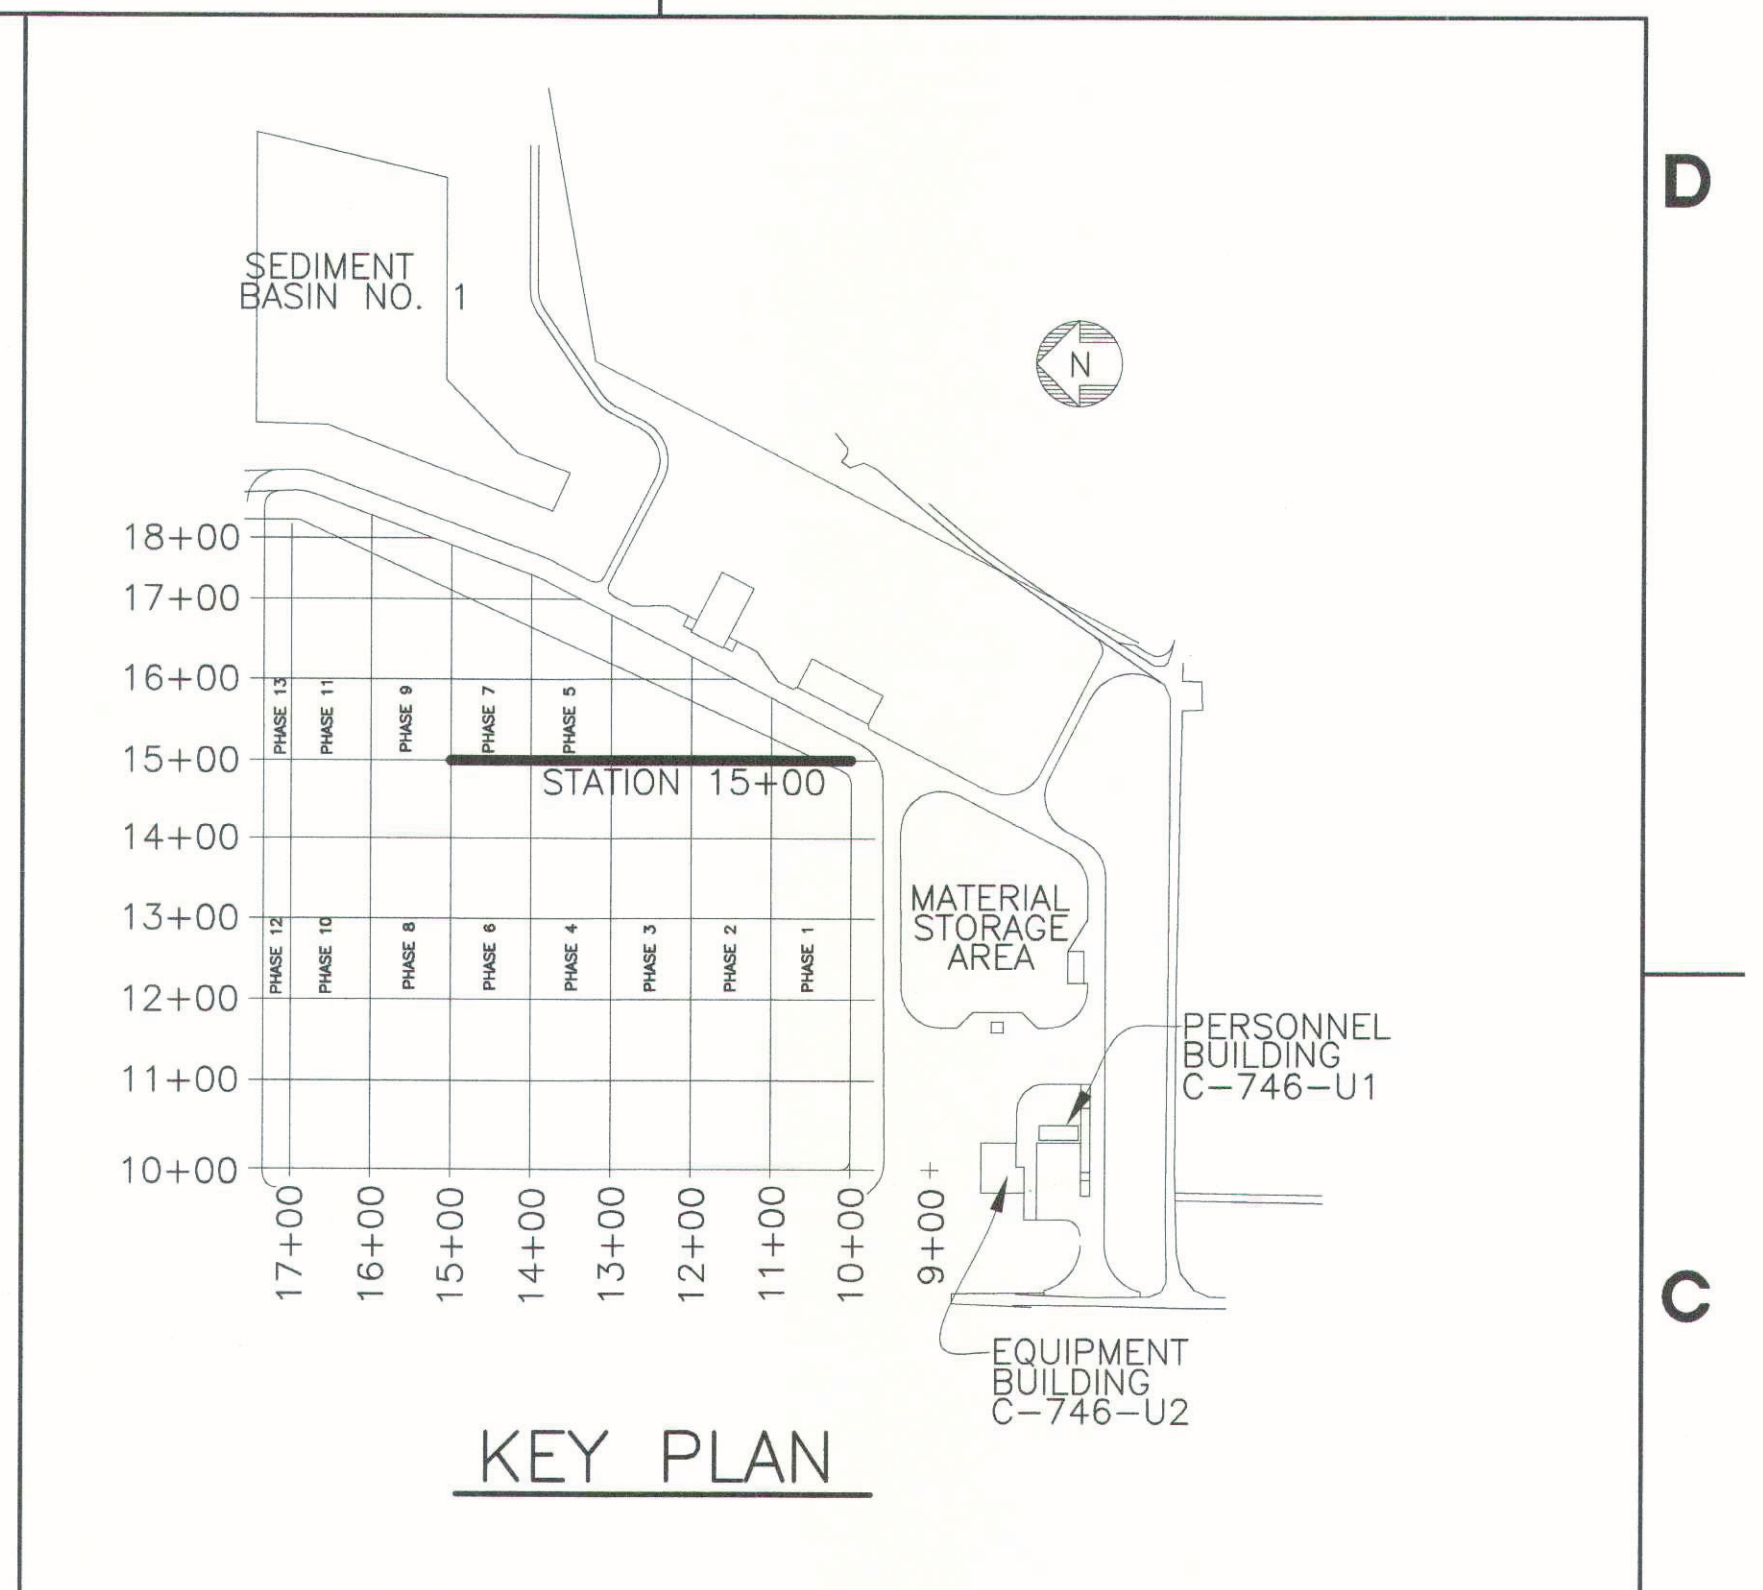 D
SEDIMENT
BASIN NO. 1
N
18+00
17+00
16+00
15+00
14+00
13+00
12+00
11+00
10+00
PHASE 13
PHASE 11
PHASE 9
PHASE 7
PHASE 5
STATION 15+00
PHASE 12
PHASE 10
PHASE 8
PHASE 6
PHASE 4
PHASE 3
PHASE 2
PHASE 1
MATERIAL
STORAGE
AREA
PERSONNEL
BUILDING
C-746-U1
17+00
16+00
15+00
14+00
13+00
12+00
11+00
10+00
9+00
C
EQUIPMENT
BUILDING
C-746-U2
KEY PLAN